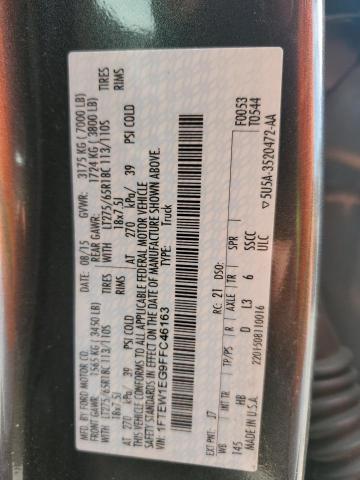 MFD. BY FORD MOTOR CO.
DATE: 08/15 GVWR: 3175 KG ( 7000 LB)
FRONT GAWR: 1565 KG ( 3450 LB) REAR GAWR: 1724 KG ( 3800 LB)
LT275/65R18C 113/110S TIRES LT275/65R18C 113/110S TIRES
18x7.5J RIMS 18x7.5J RIMS
AT 270 kPa/ 39 PSI COLD AT 270 kPa/ 39 PSI COLD
THIS VEHICLE CONFORMS TO ALL APPLICABLE FEDERAL MOTOR VEHICLE
SAFETY STANDARDS IN EFFECT ON THE DATE OF MANUFACTURE SHOWN ABOVE.
VIN: 1FTEW1EG9FFC46163
TYPE: Truck
F0053
T0544
EXT PNT: J7 RC: 21 DSO:
WB INT TR TP/PS R AXLE TR SPR
145 HB D L3 6 SSCC
ULC
2201508110016
MADE IN U.S.A.
5U5A-3520472-AA